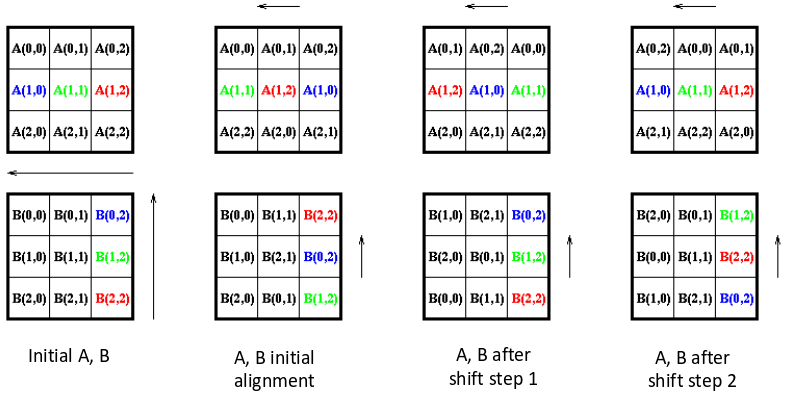 A(0,0) A(0,1) A(0,2)
A(1,0) A(1,1) A(1,2)
A(2,0) A(2,1) A(2,2)
B(0,0) B(0,1) B(0,2)
B(1,0) B(1,1) B(1,2)
B(2,0) B(2,1) B(2,2)
Initial A, B
A(0,0) A(0,1) A(0,2)
A(1,1) A(1,2) A(1,0)
A(2,2) A(2,0) A(2,1)
B(0,0) B(1,1) B(2,2)
B(1,0) B(2,1) B(0,2)
B(2,0) B(0,1) B(1,2)
A, B initial
alignment
A(0,1) A(0,2) A(0,0)
A(1,2) A(1,0) A(1,1)
A(2,0) A(2,1) A(2,2)
B(1,0) B(2,1) B(0,2)
B(2,0) B(0,1) B(1,2)
B(0,0) B(1,1) B(2,2)
A, B after
shift step 1
A(0,2) A(0,0) A(0,1)
A(1,0) A(1,1) A(1,2)
A(2,1) A(2,2) A(2,0)
B(2,0) B(0,1) B(1,2)
B(0,0) B(1,1) B(2,2)
B(1,0) B(2,1) B(0,2)
A, B after
shift step 2